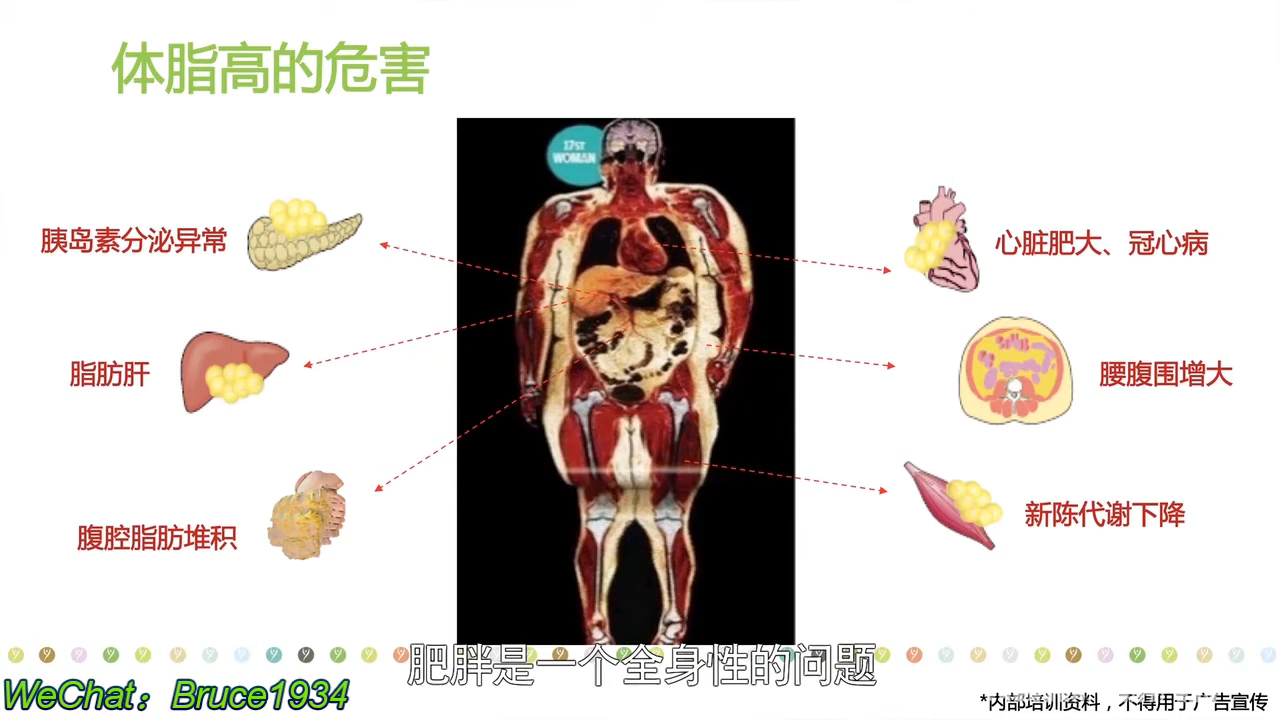 体脂高的危害
17ST
WOMAN
胰岛素分泌异常
心脏肥大、冠心病
脂肪肝
腰腹围增大
腹腔脂肪堆积
新陈代谢下降
肥胖是一个全身性的问题
WeChat：Bruce1934
*内部培训资料，不得用于广告宣传